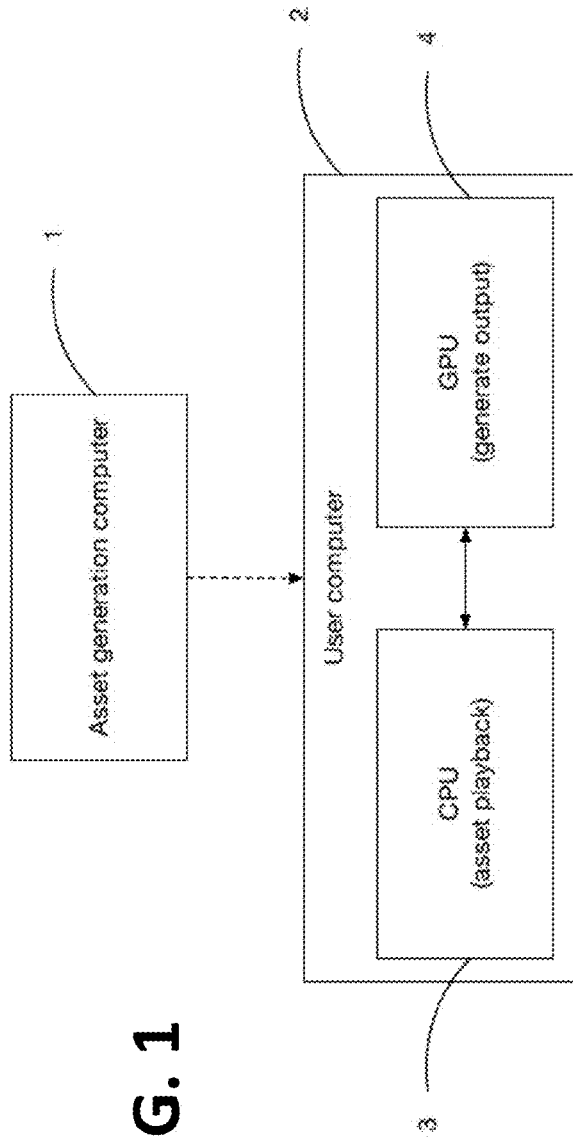 G. 1
Asset generation computer
1
User computer
2
CPU
(asset playback)
3
GPU
(generate output)
4